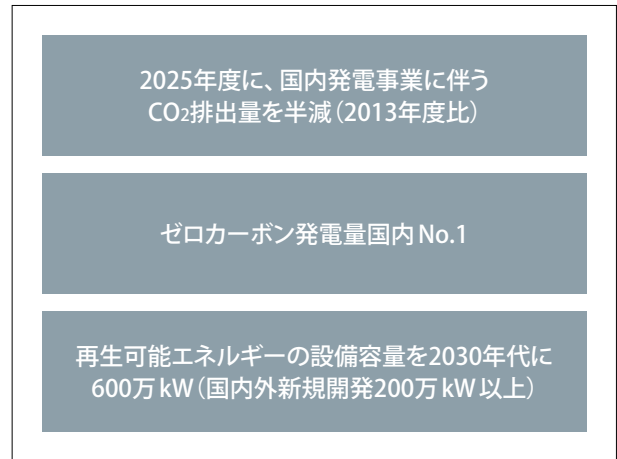 2025年度に、国内発電事業に伴う
CO2排出量を半減（2013年度比）
ゼロカーボン発電量国内No.1
再生可能エネルギーの設備容量を2030年代に
600万kW（国内外新規開発200万kW以上）